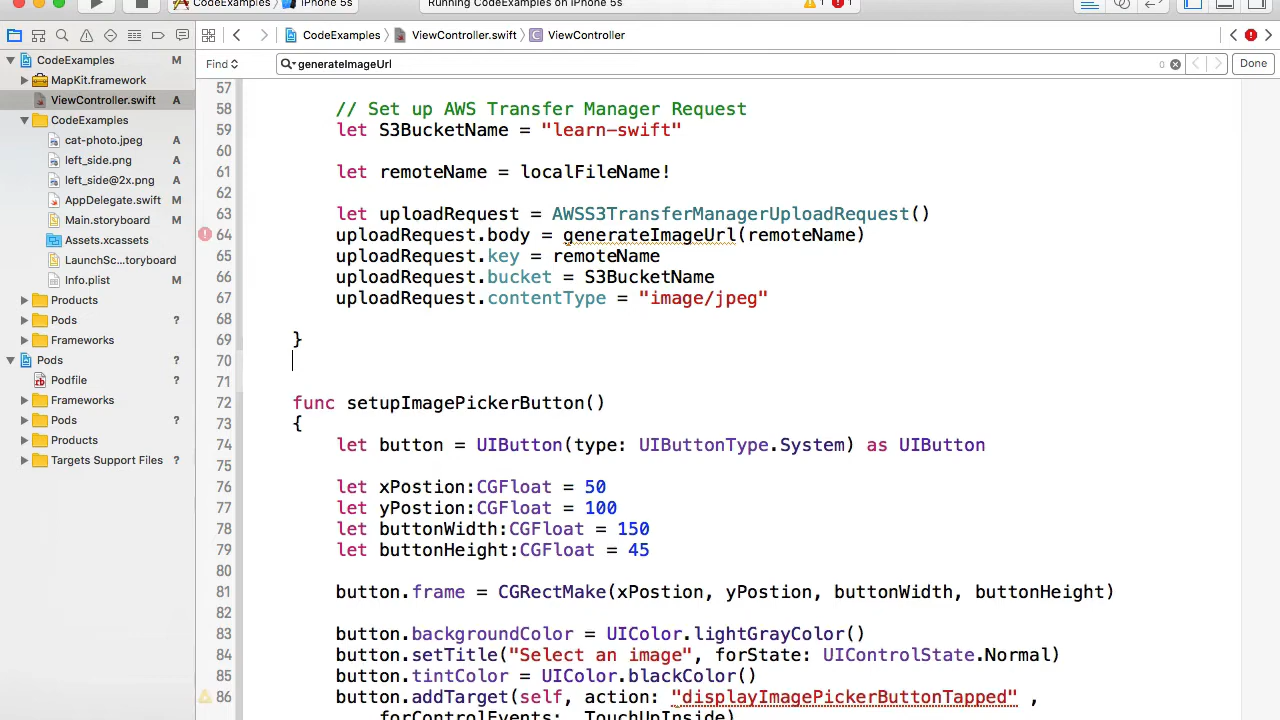 CodeExamples
iPhone 5s
Running CodeExamples on iPhone 5s
1
1
CodeExamples
ViewController.swift
ViewController
Find
generateImageUrl
0
Done
CodeExamples M
MapKit.framework
ViewController.swift A
CodeExamples
cat-photo.jpeg A
left_side.png A
left_side@2x.png A
AppDelegate.swift M
Main.storyboard M
Assets.xcassets
LaunchSc...toryboard
Info.plist M
Products
Pods ?
Frameworks
Pods ?
Podfile ?
Frameworks
Pods ?
Products
Targets Support Files ?
57
58 // Set up AWS Transfer Manager Request
59 let S3BucketName = "learn-swift"
60
61 let remoteName = localFileName!
62
63 let uploadRequest = AWSS3TransferManagerUploadRequest()
64 uploadRequest.body = generateImageUrl(remoteName)
65 uploadRequest.key = remoteName
66 uploadRequest.bucket = S3BucketName
67 uploadRequest.contentType = "image/jpeg"
68
69 }
70
71
72 func setupImagePickerButton()
73 {
74 let button = UIButton(type: UIButtonType.System) as UIButton
75
76 let xPostion:CGFloat = 50
77 let yPostion:CGFloat = 100
78 let buttonWidth:CGFloat = 150
79 let buttonHeight:CGFloat = 45
80
81 button.frame = CGRectMake(xPostion, yPostion, buttonWidth, buttonHeight)
82
83 button.backgroundColor = UIColor.lightGrayColor()
84 button.setTitle("Select an image", forState: UIControlState.Normal)
85 button.tintColor = UIColor.blackColor()
86 button.addTarget(self, action: "displayImagePickerButtonTapped" ,
forControlEvents: .TouchUpInside)